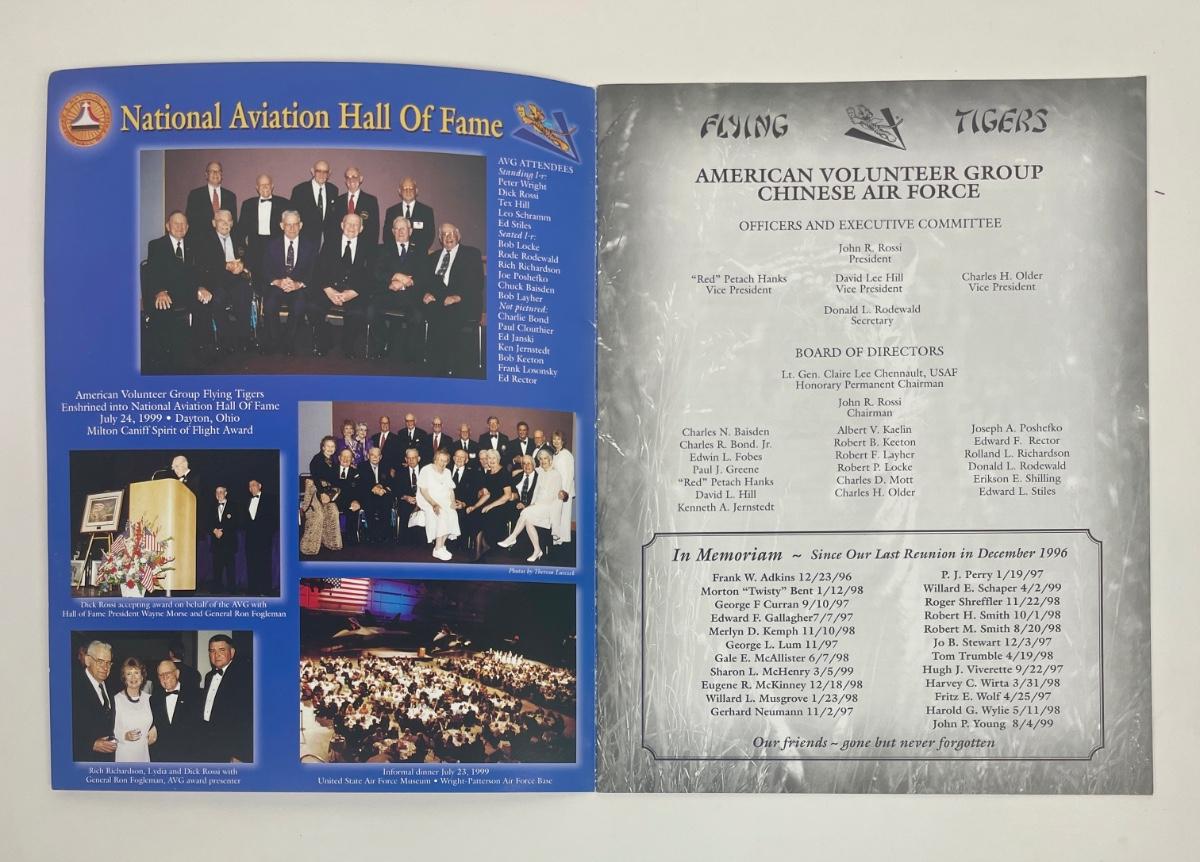 National Aviation Hall Of Fame
AVG ATTENDEES
Standing l-r:
Peter Wright
Dick Rossi
Tex Hill
Leo Schramm
Ed Stiles
Seated l-r:
Bob Locke
Rode Rodewald
Rich Richardson
Joe Poshefko
Chuck Baisden
Bob Layher
Not pictured:
Charlie Bond
Paul Clouthier
Ed Janski
Ken Jernstedt
Bob Keeton
Frank Losonsky
Ed Rector
American Volunteer Group Flying Tigers
Enshrined into National Aviation Hall Of Fame
July 24, 1999 • Dayton, Ohio
Milton Caniff Spirit of Flight Award
Photos by Theresa
Dick Rossi accepting award on behalf of the AVG with
Hall of Fame President Wayne Morse and General Ron Fogleman
Rich Richardson, Lydia and Dick Rossi with
General Ron Fogleman, AVG award presenter
Informal dinner July 23, 1999
United State Air Force Museum • Wright-Patterson Air Force Base
FLYING TIGERS
AMERICAN VOLUNTEER GROUP
CHINESE AIR FORCE
OFFICERS AND EXECUTIVE COMMITTEE
John R. Rossi
President
"Red" Petach Hanks
Vice President
David Lee Hill
Vice President
Charles H. Older
Vice President
Donald L. Rodewald
Secretary
BOARD OF DIRECTORS
Lt. Gen. Claire Lee Chennault, USAF
Honorary Permanent Chairman
John R. Rossi
Chairman
Charles N. Baisden
Charles R. Bond. Jr.
Edwin L. Fobes
Paul J. Greene
"Red" Petach Hanks
David L. Hill
Kenneth A. Jernstedt
Albert V. Kaelin
Robert B. Keeton
Robert F. Layher
Robert P. Locke
Charles D. Mott
Charles H. Older
Joseph A. Poshefko
Edward F. Rector
Rolland L. Richardson
Donald L. Rodewald
Erikson E. Shilling
Edward L. Stiles
In Memoriam ~ Since Our Last Reunion in December 1996
Frank W. Adkins 12/23/96
Morton "Twisty" Bent 1/12/98
George F Curran 9/10/97
Edward F. Gallagher7/7/97
Merlyn D. Kemph 11/10/98
George L. Lum 11/97
Gale E. McAllister 6/7/98
Sharon L. McHenry 3/5/99
Eugene R. McKinney 12/18/98
Willard L. Musgrove 1/23/98
Gerhard Neumann 11/2/97
P. J. Perry 1/19/97
Willard E. Schaper 4/2/99
Roger Shreffler 11/22/98
Robert H. Smith 10/1/98
Robert M. Smith 8/20/98
Jo B. Stewart 12/3/97
Tom Trumble 4/19/98
Hugh J. Viverette 9/22/97
Harvey C. Wirta 3/31/98
Fritz E. Wolf 4/25/97
Harold G. Wylie 5/11/98
John P. Young 8/4/99
Our friends ~ gone but never forgotten